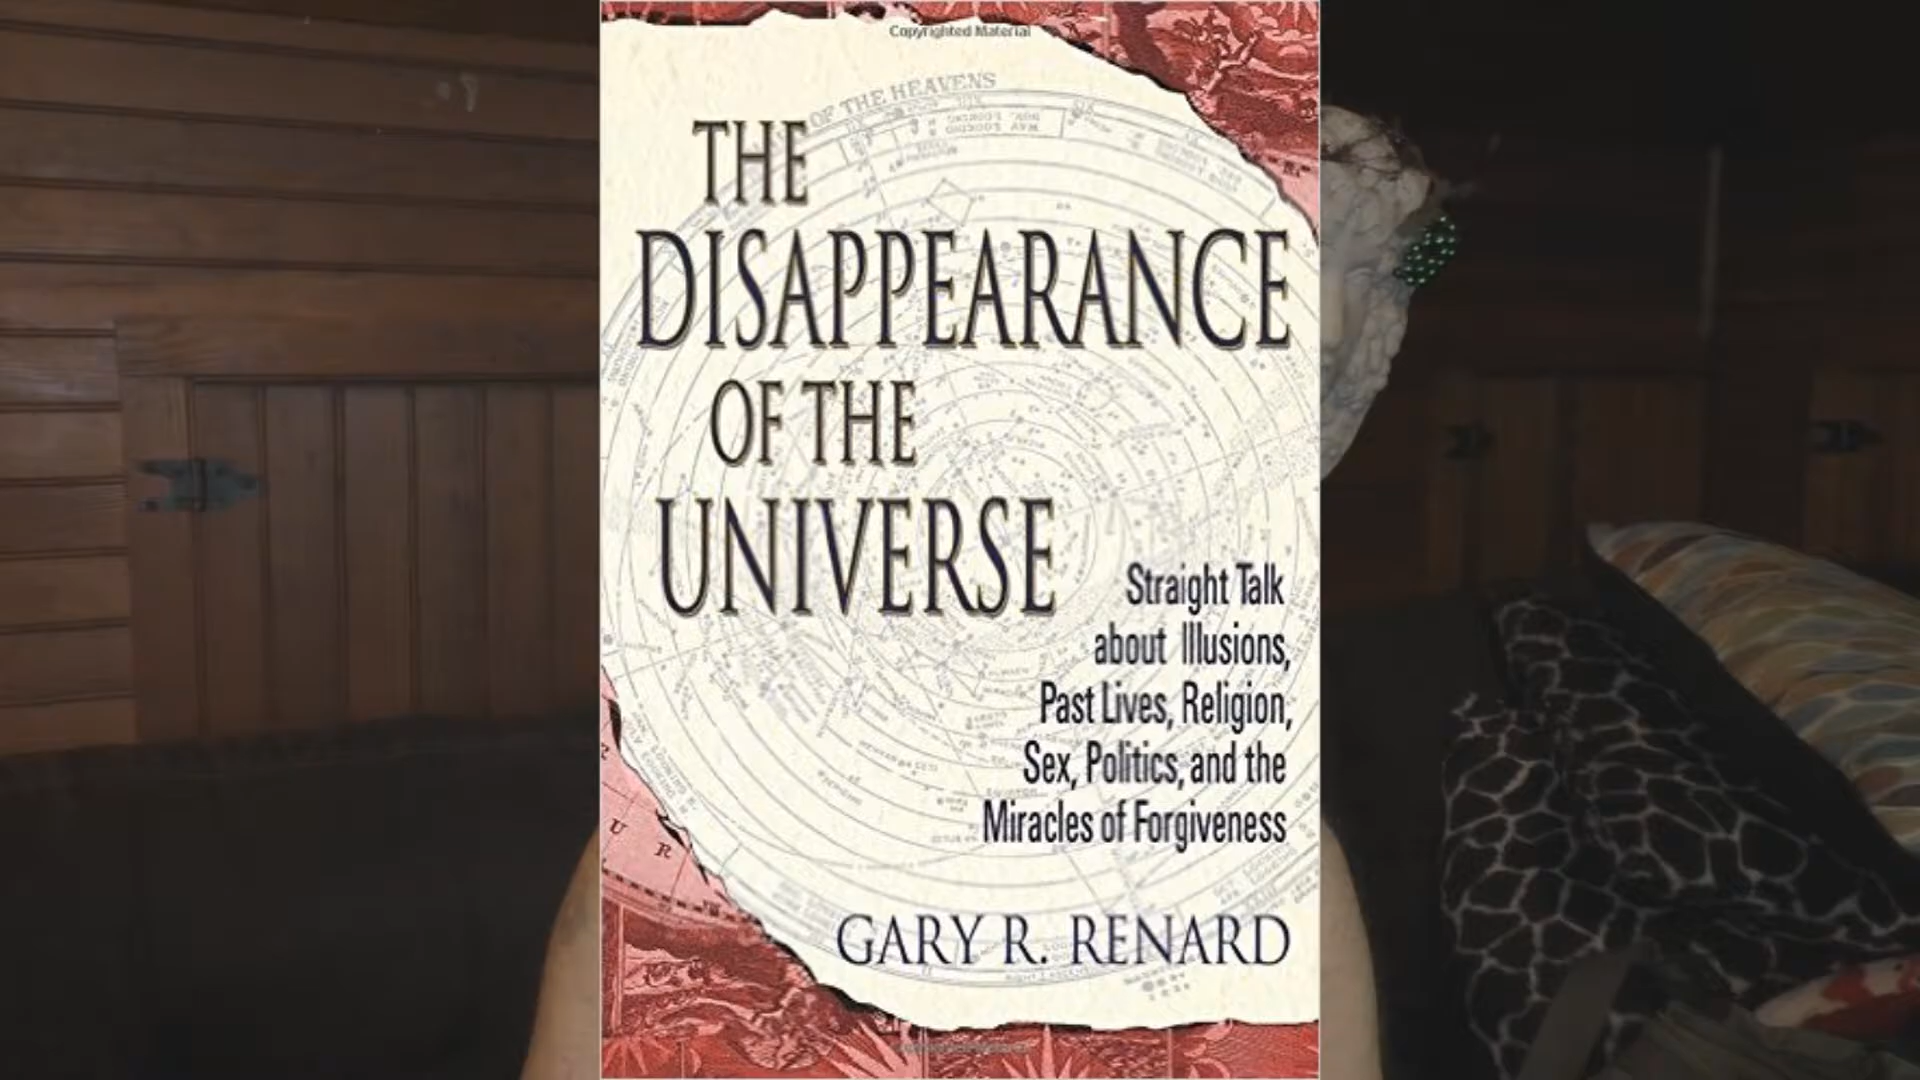 Copyrighted Material
OF THE HEAVENS
THE
DISAPPEARANCE
OF THE
UNIVERSE
Straight Talk
about Illusions,
Past Lives, Religion,
Sex, Politics, and the
Miracles of Forgiveness
U
R
GARY R. RENARD